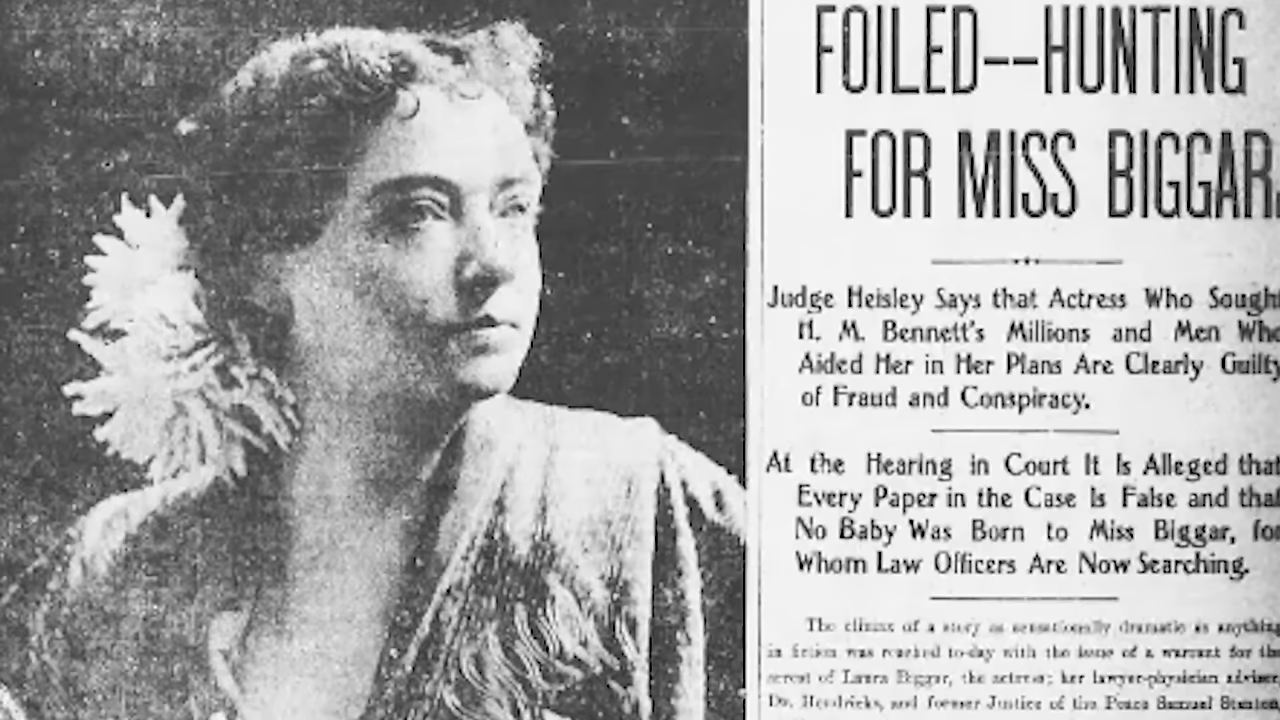 FOILED--HUNTING
FOR MISS BIGGAR.
Judge Heisley Says that Actress Who Sought
H. M. Bennett's Millions and Men Who
Aided Her in Her Plans Are Clearly Guilty
of Fraud and Conspiracy.
At the Hearing in Court It Is Alleged that
Every Paper in the Case Is False and that
No Baby Was Born to Miss Biggar, for
Whom Law Officers Are Now Searching.
The climax of a story as sensationally dramatic as anything
in fiction was reached to-day with the issue of a warrant for the
arrest of Laura Biggar, the actress; her lawyer-physician adviser,
Dr. Hendricks, and former Justice of the Peace Samuel Stanton,